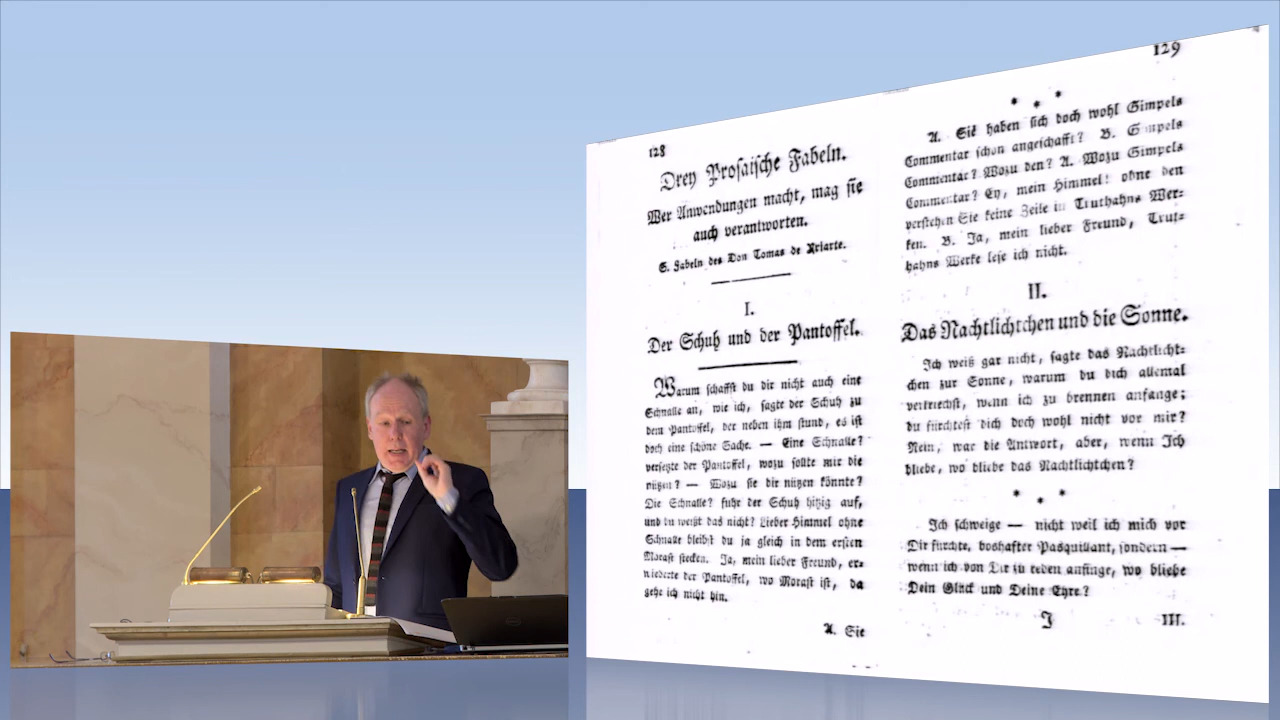 128
Drey Prosaische Fabeln.
Wer Anwendungen macht, mag sie
auch verantworten.
S. Fabeln des Don Tomas de Yriarte.
I.
Der Schuh und der Pantoffel.
Warum schaffst du dir nicht auch eine
Schnalle an, wie ich, sagte der Schuh zu
dem Pantoffel, der neben ihm stund, es ist
doch eine schöne Sache. — Eine Schnalle?
versetzte der Pantoffel, wozu sollte mir die
nützen? — Wozu sie dir nützen könnte?
Die Schnalle? fuhr der Schuh hitzig auf,
und du weißt das nicht? Lieber Himmel ohne
Schnalle bleibst du ja gleich in dem ersten
Morast stecken. Ja, mein lieber Freund, er-
wiederte der Pantoffel, wo Morast ist, da
gehe ich nicht hin.
A. Sie
129
* * *
A. Sie haben sich doch wohl Gimpels
Commentar schon angeschafft? B. Gimpels
Commentar? Wozu den? A. Wozu Gimpels
Commentar? Ey, mein Himmel! ohne den
verstehen Sie keine Zeile in Truthahns Wer-
ken. B. Ja, mein lieber Freund, Trut-
hahns Werke lese ich nicht.
II.
Das Nachtlichtchen und die Sonne.
Ich weiß gar nicht, sagte das Nachtlicht-
chen zur Sonne, warum du dich allemal
verkriechst, wenn ich zu brennen anfange;
du fürchtest dich doch wohl nicht vor mir?
Nein, war die Antwort, aber, wenn Ich
bliebe, wo bliebe das Nachtlichtchen?
* * *
Ich schweige — nicht weil ich mich vor
Dir fürchte, boshafter Pasquillant, sondern —
wenn ich von Dir zu reden anfinge, wo bliebe
Dein Glück und Deine Ehre?
J III.